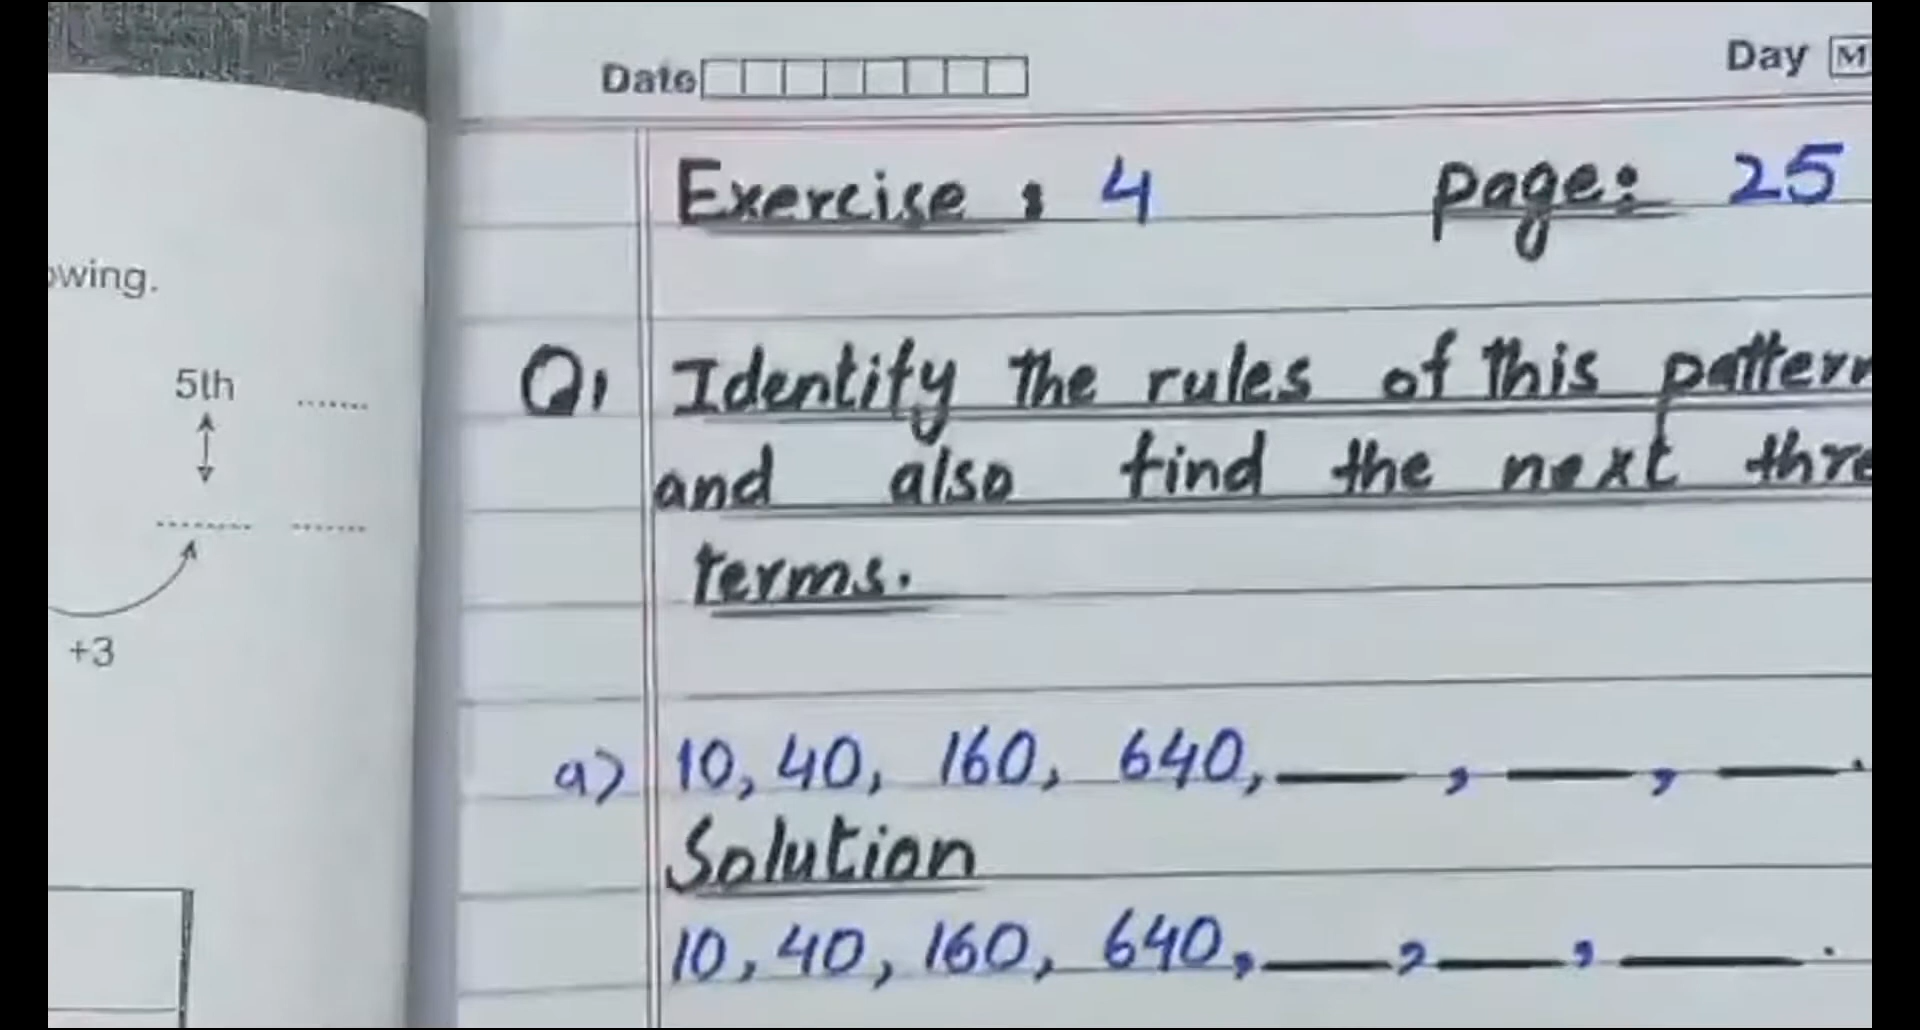 Date
Day M
Exercise : 4 page: 25
5th ......
+3
Q1 Identify the rules of this pattern
and also find the next
terms.
a) 10, 40, 160, 640, ___ , ___ , ___ .
Solution
10, 40, 160, 640, ___ , ___ , ___ .